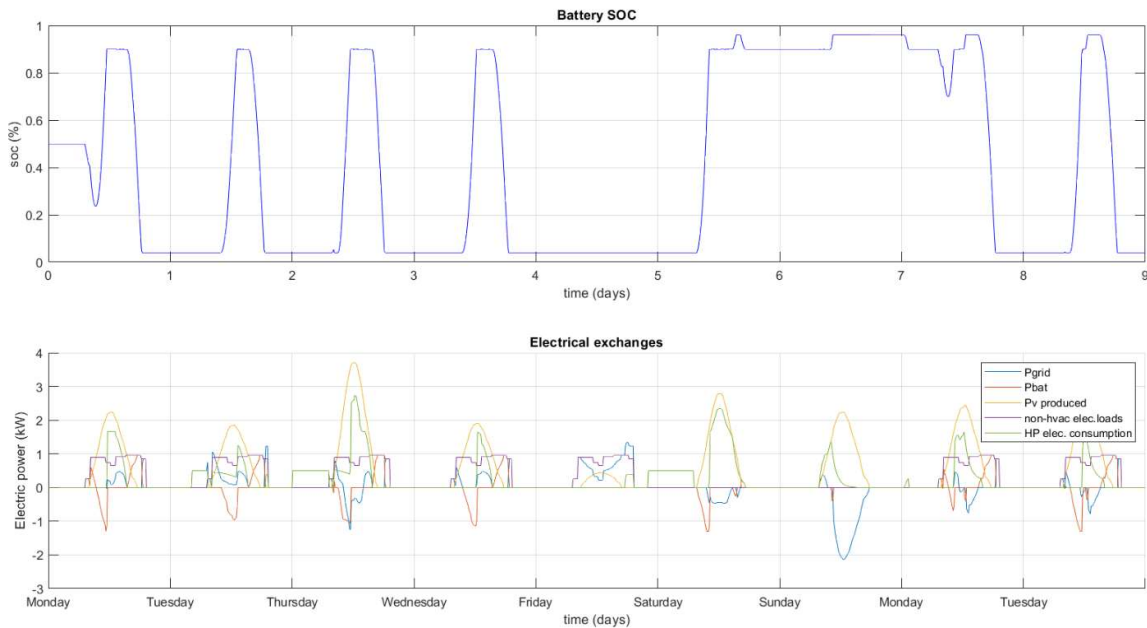 Battery SOC
1
0.8
0.6
0.4
0.2
0
soc (%)
0 1 2 3 4 5 6 7 8 9
time (days)
Electrical exchanges
4
3
2
1
0
-1
-2
-3
Electric power (kW)
Pgrid
Pbat
Pv produced
non-hvac elec.loads
HP elec. consumption
Monday Tuesday Thursday Wednesday Friday Saturday Sunday Monday Tuesday
time (days)